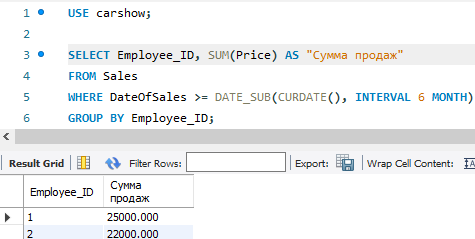 1 USE carshow;
2
3 SELECT Employee_ID, SUM(Price) AS "Сумма продаж"
4 FROM Sales
5 WHERE DateOfSales >= DATE_SUB(CURDATE(), INTERVAL 6 MONTH)
6 GROUP BY Employee_ID;
Result Grid Filter Rows: Export: Wrap Cell Content:
Employee_ID Сумма
продаж
1 25000.000
2 22000.000